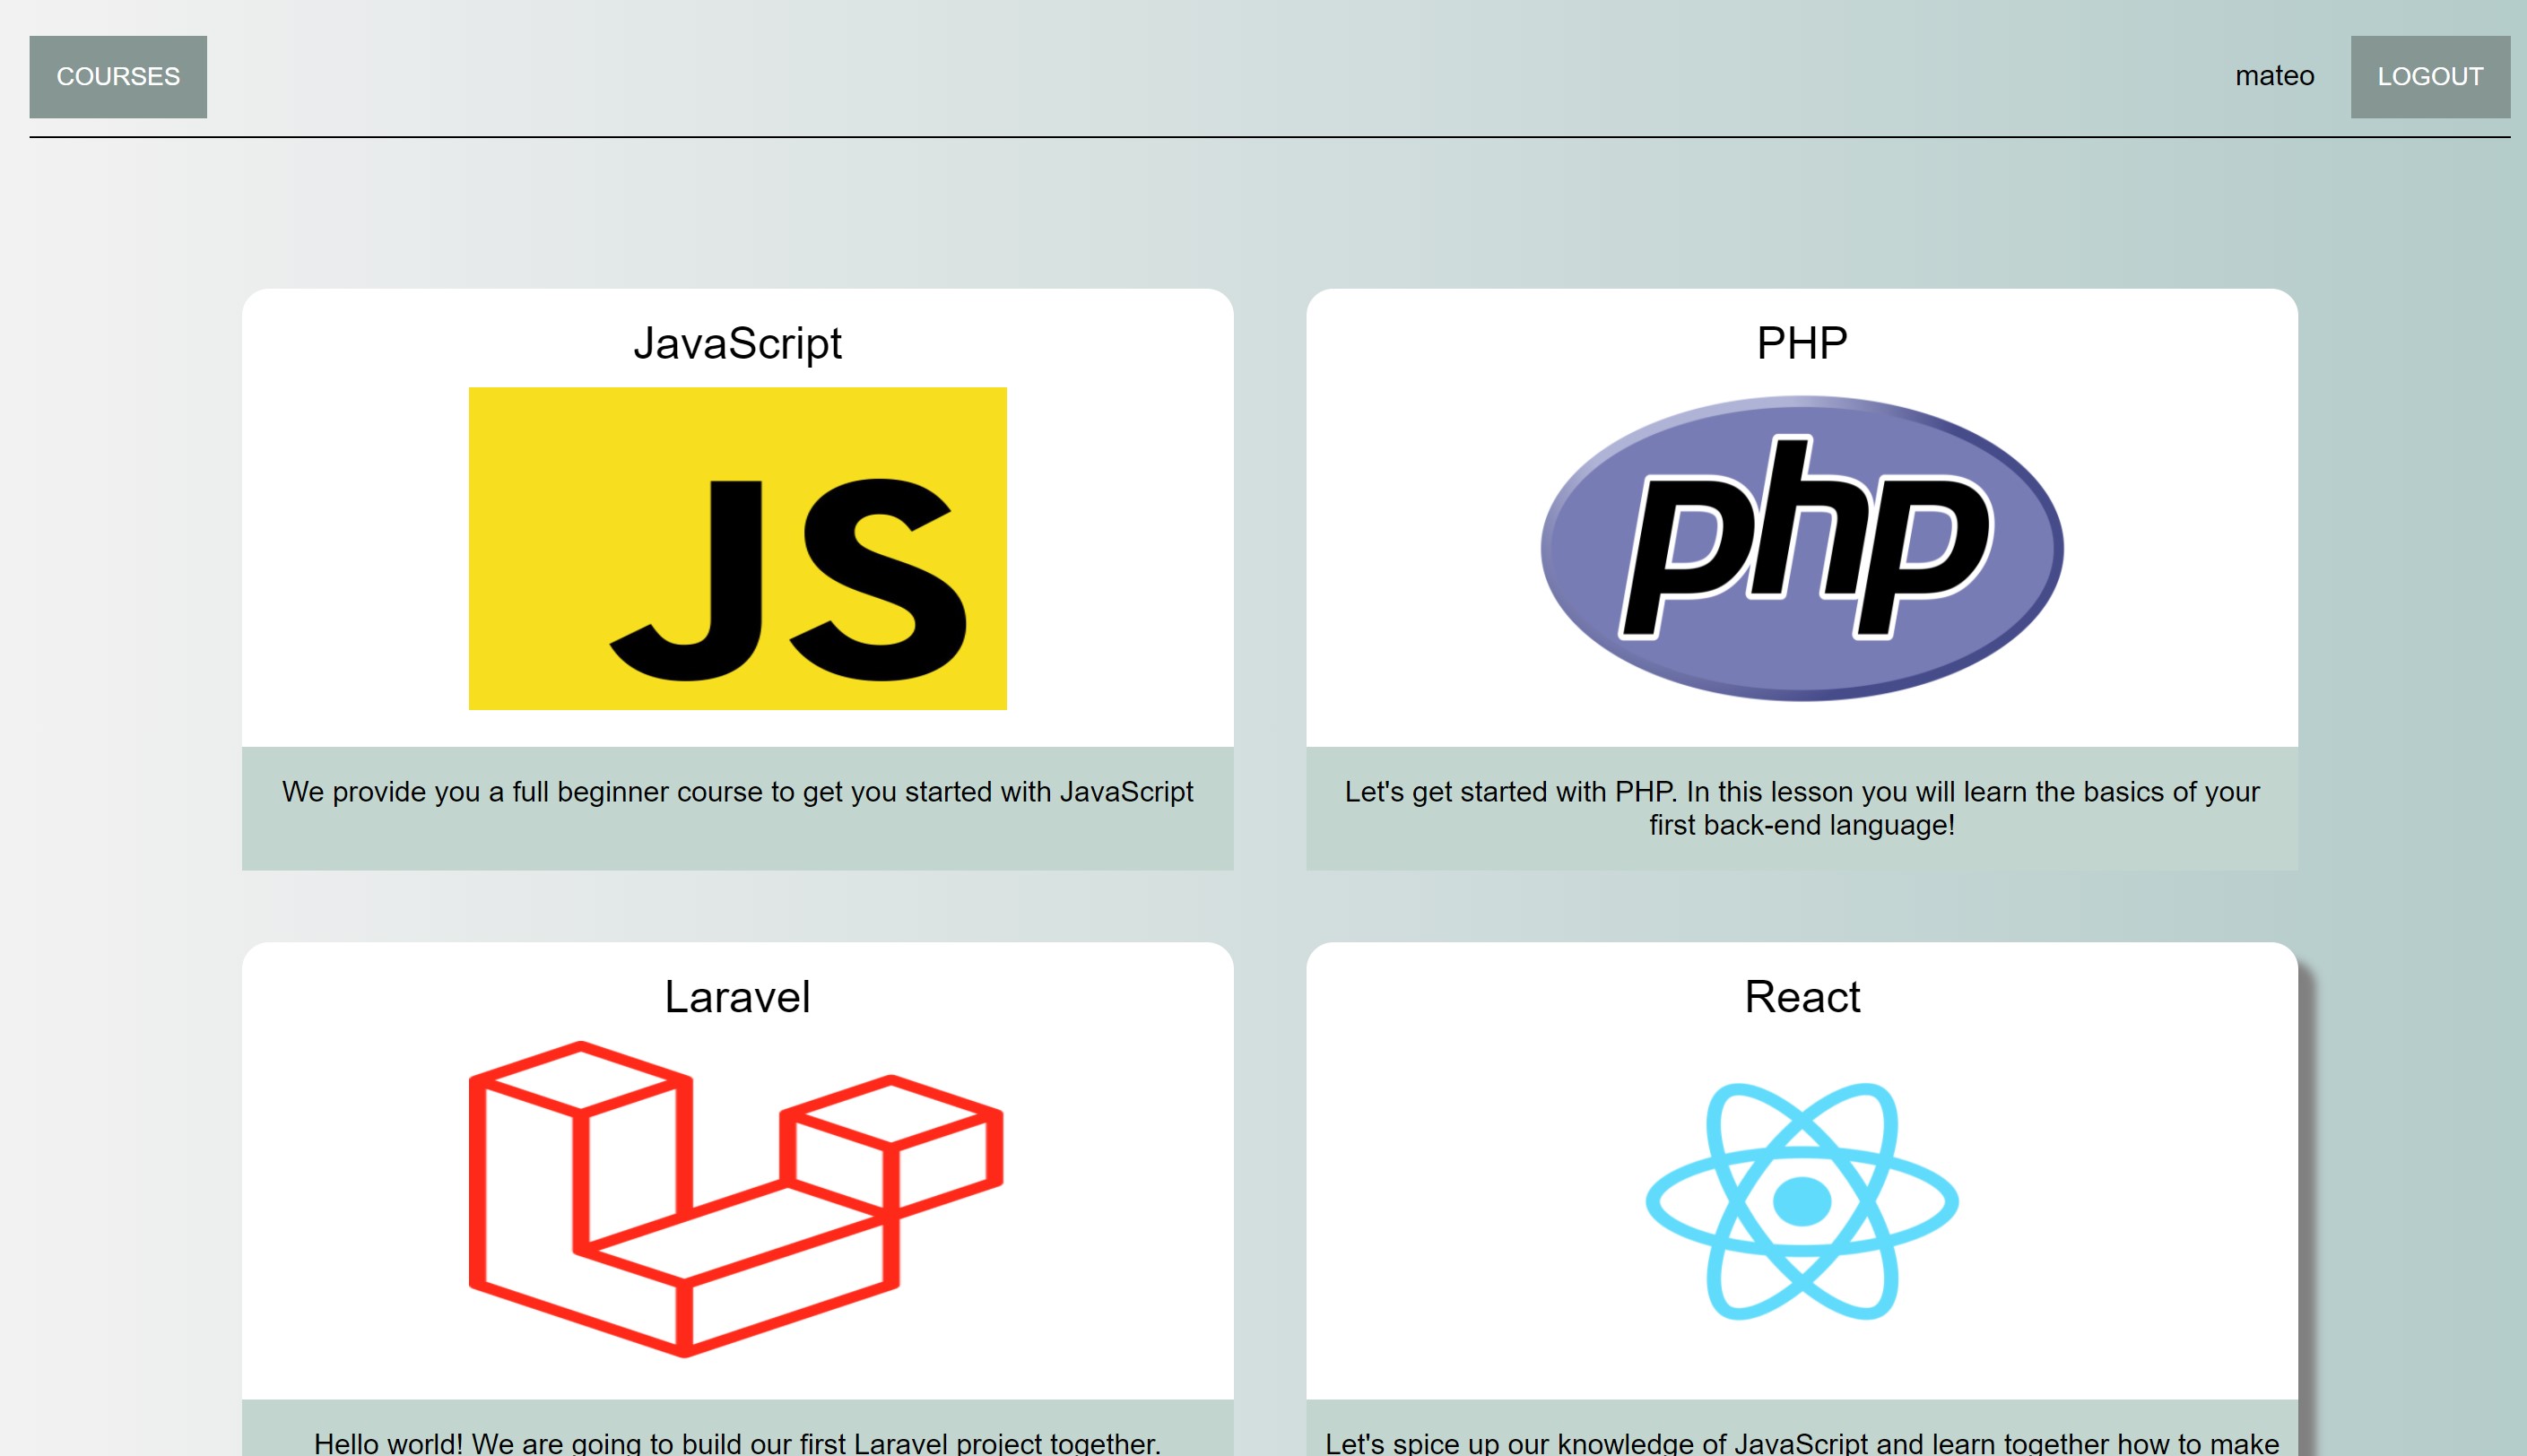 COURSES
mateo
LOGOUT
JavaScript
JS
We provide you a full beginner course to get you started with JavaScript
PHP
php
Let's get started with PHP. In this lesson you will learn the basics of your
first back-end language!
Laravel
Hello world! We are going to build our first Laravel project together.
React
Let's spice up our knowledge of JavaScript and learn together how to make